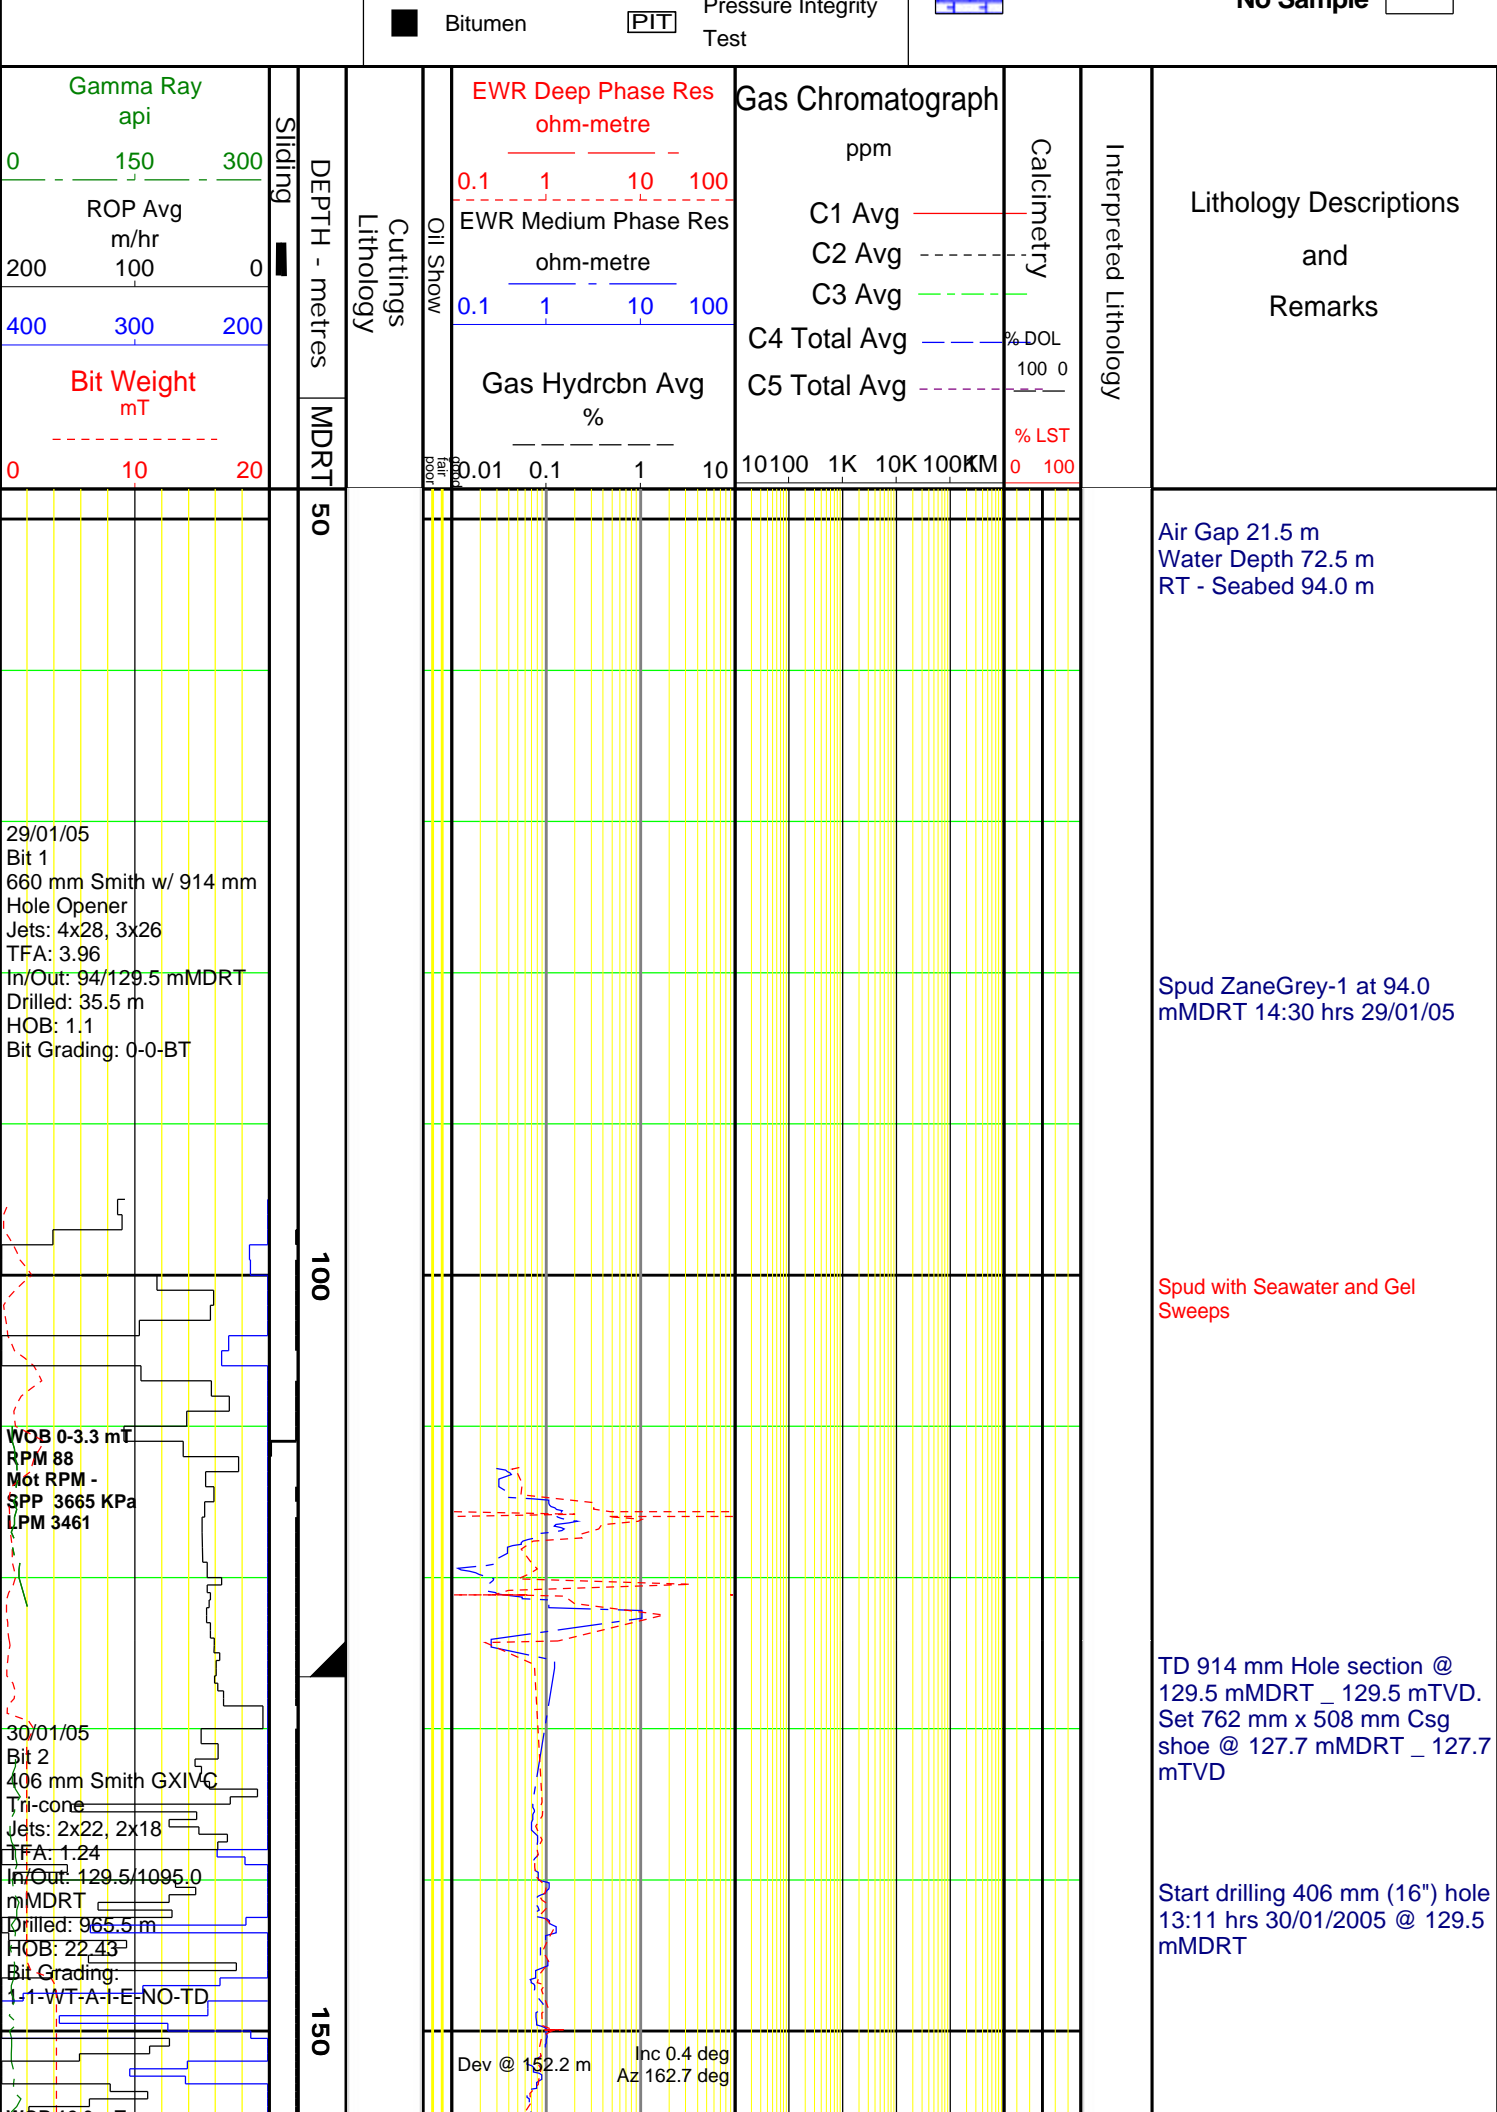 Bitumen
PIT
Pressure Integrity
Test
No Sample
Gamma Ray
api
0 150 300
ROP Avg
m/hr
200 100 0
400 300 200
Bit Weight
mT
0 10 20
Sliding
DEPTH - metres
MDRT
Cuttings
Lithology
Oil Show
poor
fair
good
EWR Deep Phase Res
ohm-metre
0.1 1 10 100
EWR Medium Phase Res
ohm-metre
0.1 1 10 100
Gas Hydrcbn Avg
%
0.01 0.1 1 10
Gas Chromatograph
ppm
C1 Avg
C2 Avg
C3 Avg
C4 Total Avg
C5 Total Avg
10 100 1K 10K 100K 1M
Calcimetry
% DOL
100 0
% LST
0 100
Interpreted Lithology
Lithology Descriptions
and
Remarks
50
Air Gap 21.5 m
Water Depth 72.5 m
RT - Seabed 94.0 m
29/01/05
Bit 1
660 mm Smith w/ 914 mm
Hole Opener
Jets: 4x28, 3x26
TFA: 3.96
In/Out: 94/129.5 mMDRT
Drilled: 35.5 m
HOB: 1.1
Bit Grading: 0-0-BT
Spud ZaneGrey-1 at 94.0
mMDRT 14:30 hrs 29/01/05
100
Spud with Seawater and Gel
Sweeps
WOB 0-3.3 mT
RPM 88
Mot RPM -
SPP 3665 KPa
LPM 3461
TD 914 mm Hole section @
129.5 mMDRT _ 129.5 mTVD.
Set 762 mm x 508 mm Csg
shoe @ 127.7 mMDRT _ 127.7
mTVD
30/01/05
Bit 2
406 mm Smith GXIVC
Tri-cone
Jets: 2x22, 2x18
TFA: 1.24
In/Out: 129.5/1095.0
mMDRT
Drilled: 965.5 m
HOB: 22.43
Bit Grading:
1-1-WT-A-I-E-NO-TD
Start drilling 406 mm (16") hole
13:11 hrs 30/01/2005 @ 129.5
mMDRT
150
Dev @ 152.2 m
Inc 0.4 deg
Az 162.7 deg